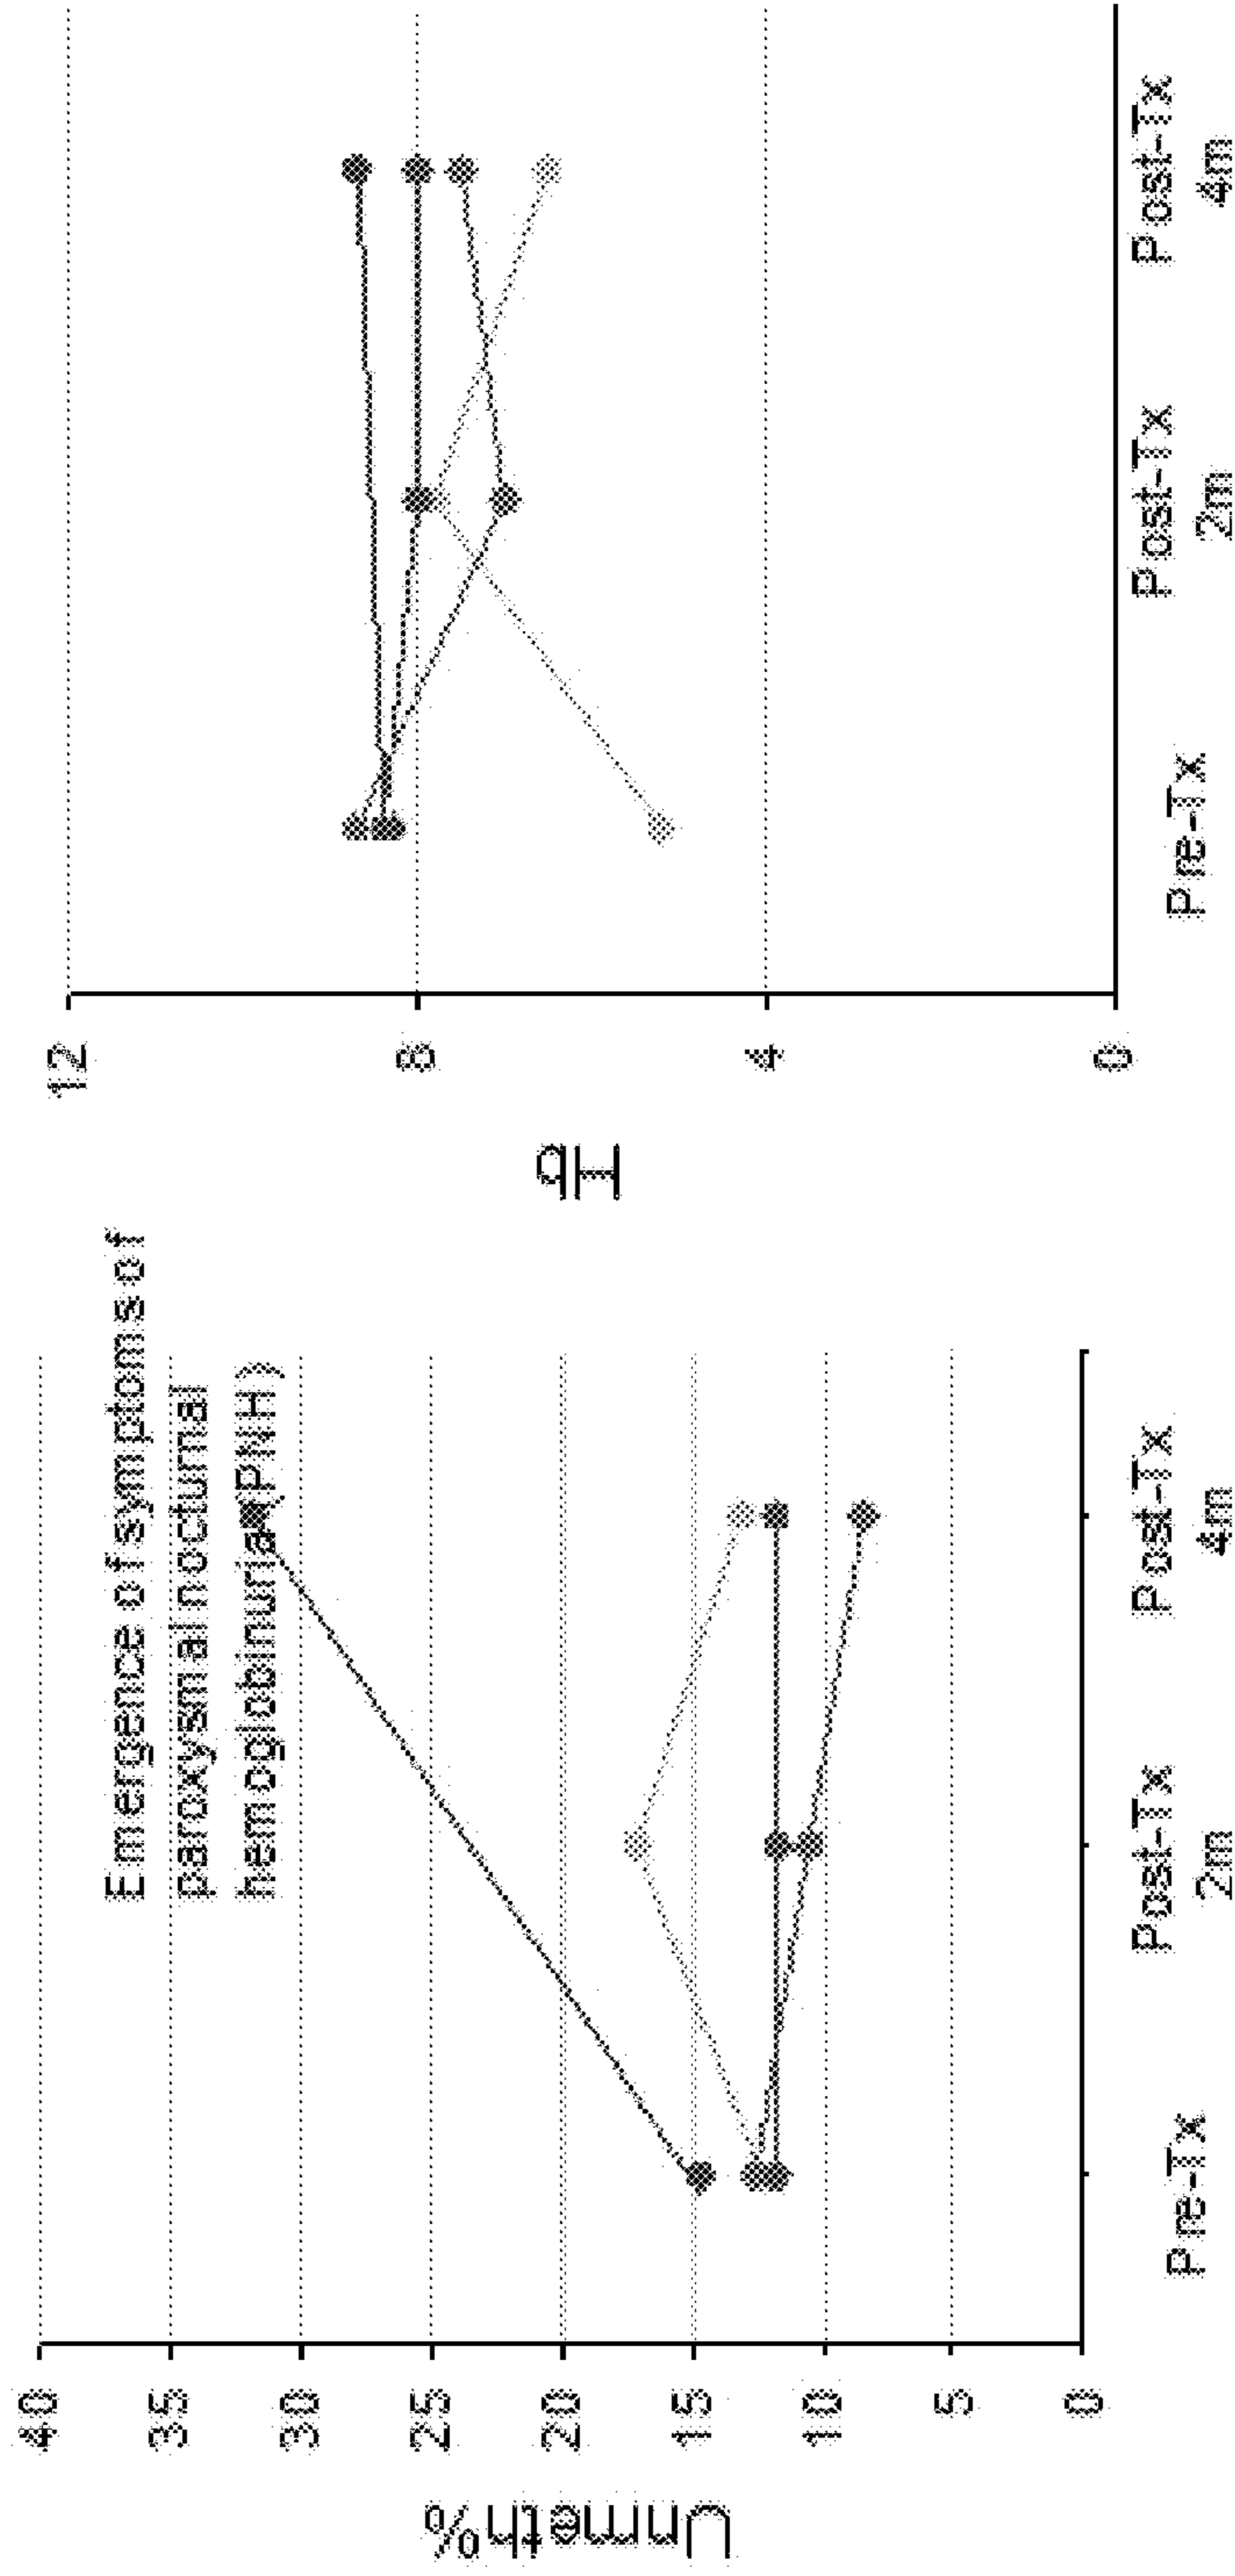 Unmeth%
40
35
30
25
20
15
10
5
0
Emergence of symptoms of
paroxysmal nocturnal
hemoglobinuria(PNH)
Pre-Tx
Post-Tx
2m
Post-Tx
4m
Hb
12
8
4
0
Pre-Tx
Post-Tx
2m
Post-Tx
4m